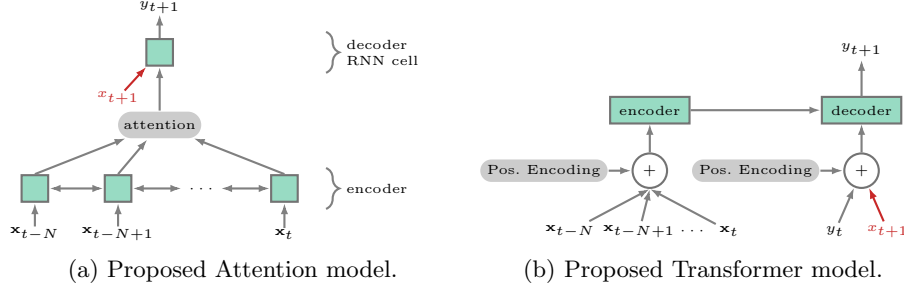 y_{t+1}
decoder
RNN cell
x_{t+1}
attention
encoder
x_{t−N} x_{t−N+1} · · · x_t
(a) Proposed Attention model.
y_{t+1}
encoder decoder
Pos. Encoding + Pos. Encoding +
x_{t−N} x_{t−N+1} · · · x_t y_t x_{t+1}
(b) Proposed Transformer model.